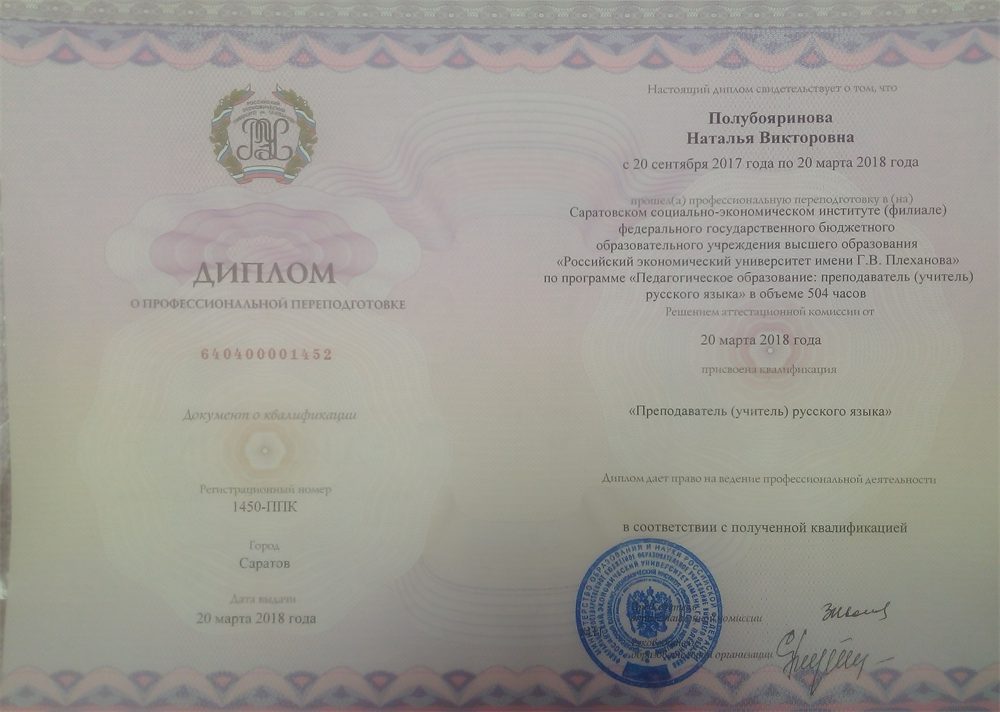 ДИПЛОМ
О ПРОФЕССИОНАЛЬНОЙ ПЕРЕПОДГОТОВКЕ
640400001452
Документ о квалификации
Регистрационный номер
1450-ППК
Город
Саратов
Дата выдачи
20 марта 2018 года
Настоящий диплом свидетельствует о том, что
Полубояринова
Наталья Викторовна
с 20 сентября 2017 года по 20 марта 2018 года
прошел(а) профессиональную переподготовку в (на)
Саратовском социально-экономическом институте (филиале)
федерального государственного бюджетного
образовательного учреждения высшего образования
«Российский экономический университет имени Г.В. Плеханова»
по программе «Педагогическое образование: преподаватель (учитель)
русского языка» в объеме 504 часов
Решением аттестационной комиссии от
20 марта 2018 года
присвоена квалификация
«Преподаватель (учитель) русского языка»
Диплом дает право на ведение профессиональной деятельности
в соответствии с полученной квалификацией
комиссии
организации